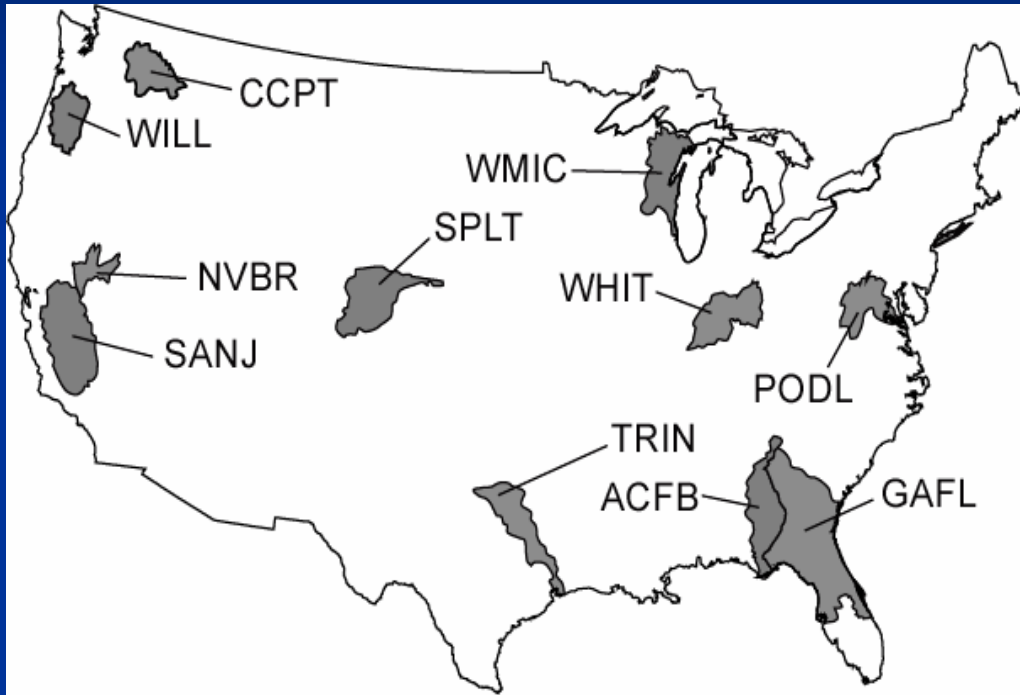 CCPT
WILL
WMIC
SPLT
NVBR
WHIT
SANJ
PODL
TRIN
ACFB
GAFL